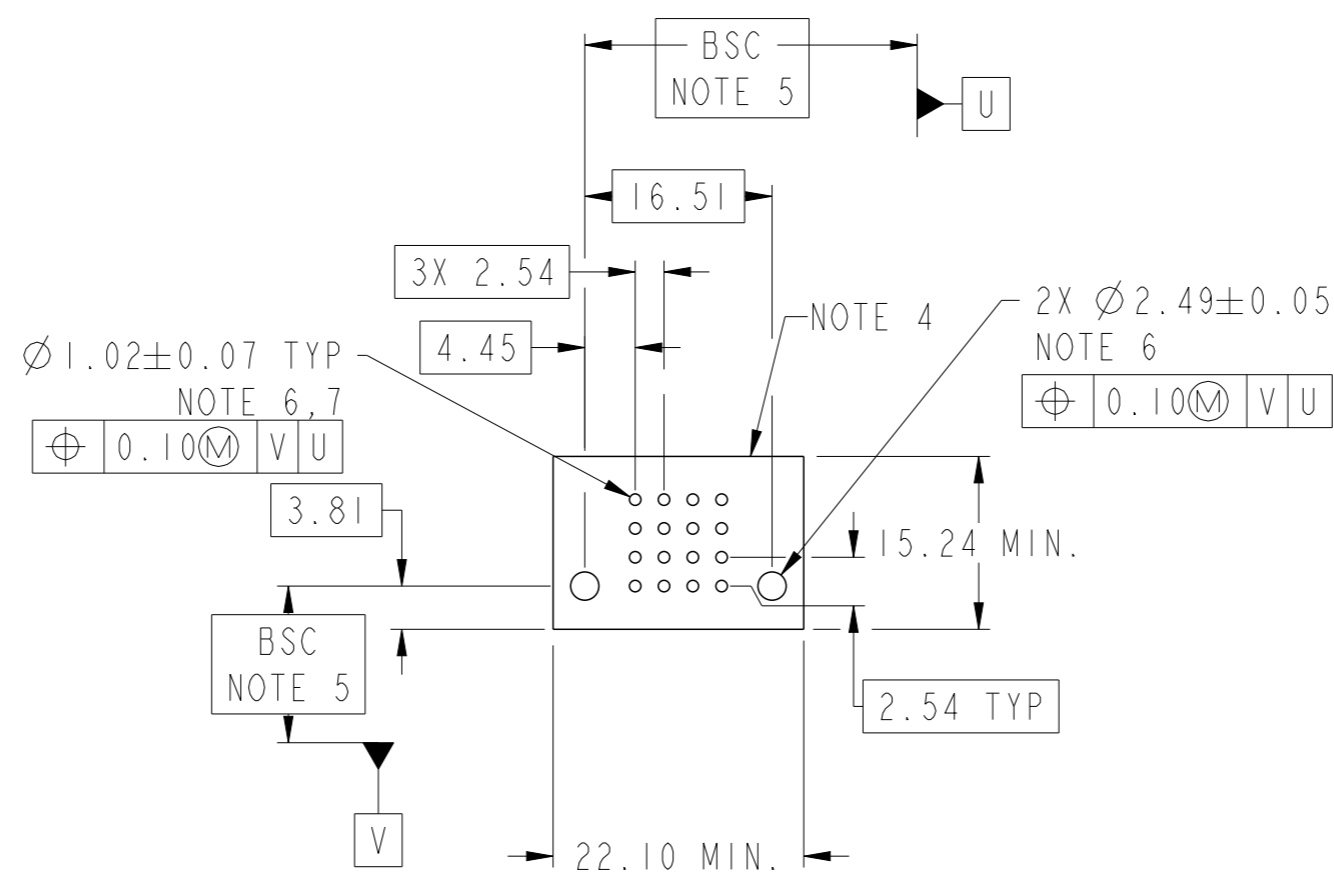 BSC
NOTE 5
U
16.51
3X 2.54
4.45
NOTE 4
2X Ø2.49±0.05
NOTE 6
⌖ 0.10Ⓜ V U
Ø1.02±0.07 TYP
NOTE 6,7
⌖ 0.10Ⓜ V U
3.81
15.24 MIN.
BSC
NOTE 5
2.54 TYP
V
22.10 MIN.